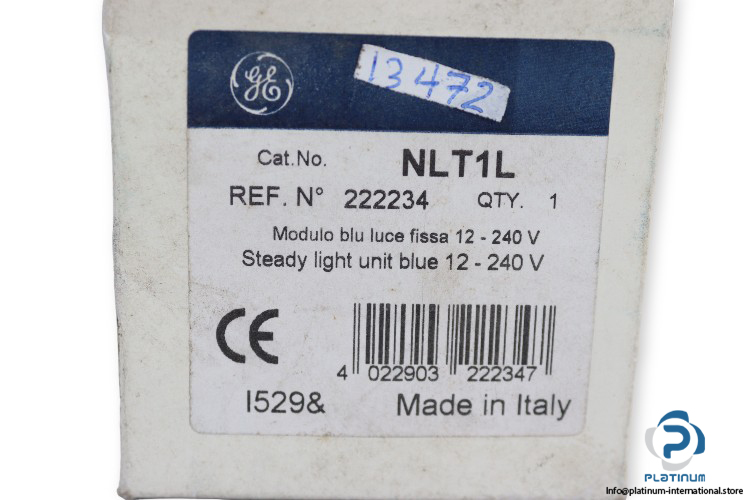 GE
13472
Cat.No. NLT1L
REF. N° 222234 QTY. 1
Modulo blu luce fissa 12 - 240 V
Steady light unit blue 12 - 240 V
CE
4 022903 222347
I529& Made in Italy
PLATINUM
Info@platinum-international.store